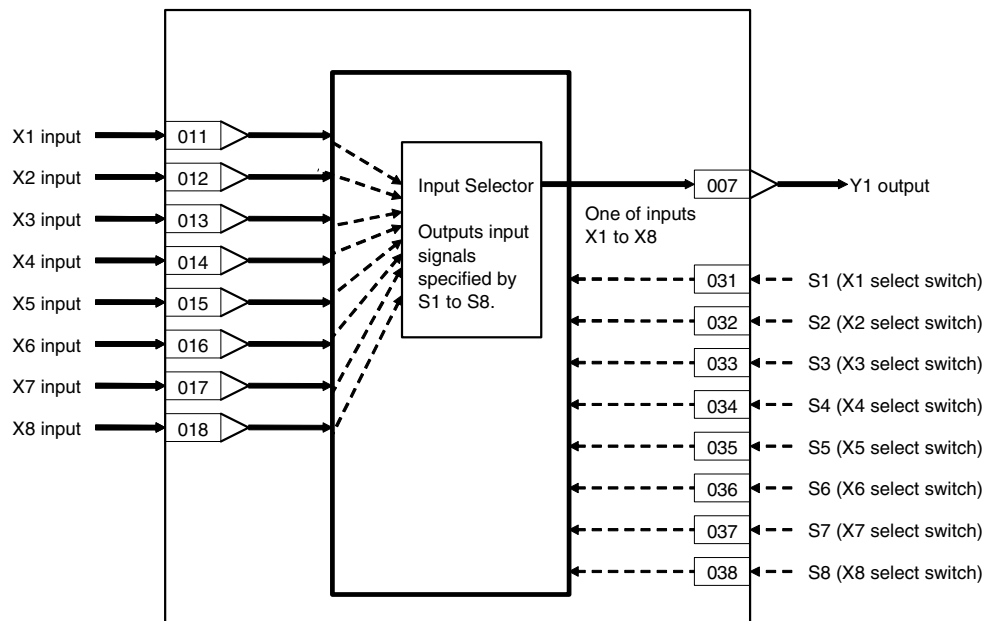 X1 input
011
X2 input
012
X3 input
013
X4 input
014
X5 input
015
X6 input
016
X7 input
017
X8 input
018
Input Selector
Outputs input
signals
specified by
S1 to S8.
007
Y1 output
One of inputs
X1 to X8
031
S1 (X1 select switch)
032
S2 (X2 select switch)
033
S3 (X3 select switch)
034
S4 (X4 select switch)
035
S5 (X5 select switch)
036
S6 (X6 select switch)
037
S7 (X7 select switch)
038
S8 (X8 select switch)